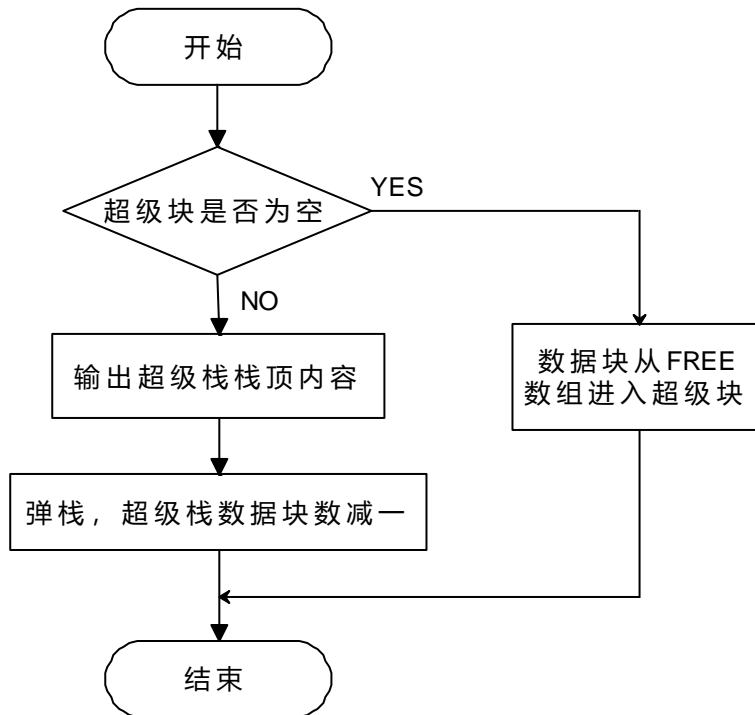 开始
超级块是否为空
YES
NO
输出超级栈栈顶内容
数据块从FREE
数组进入超级块
弹栈，超级栈数据块数减一
结束